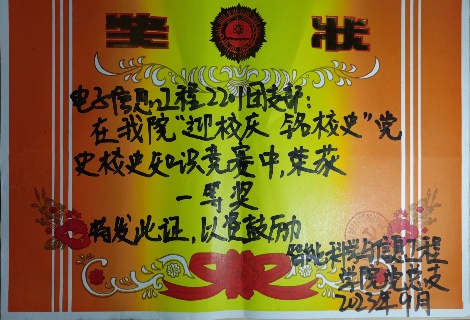 奖 状
电子信息工程2201团支部：
在我院“迎校庆 铭校史”党
史校史知识竞赛中，荣获
一等奖
特发此证，以资鼓励
智能科学与信息工程
学院党总支
2023年9月